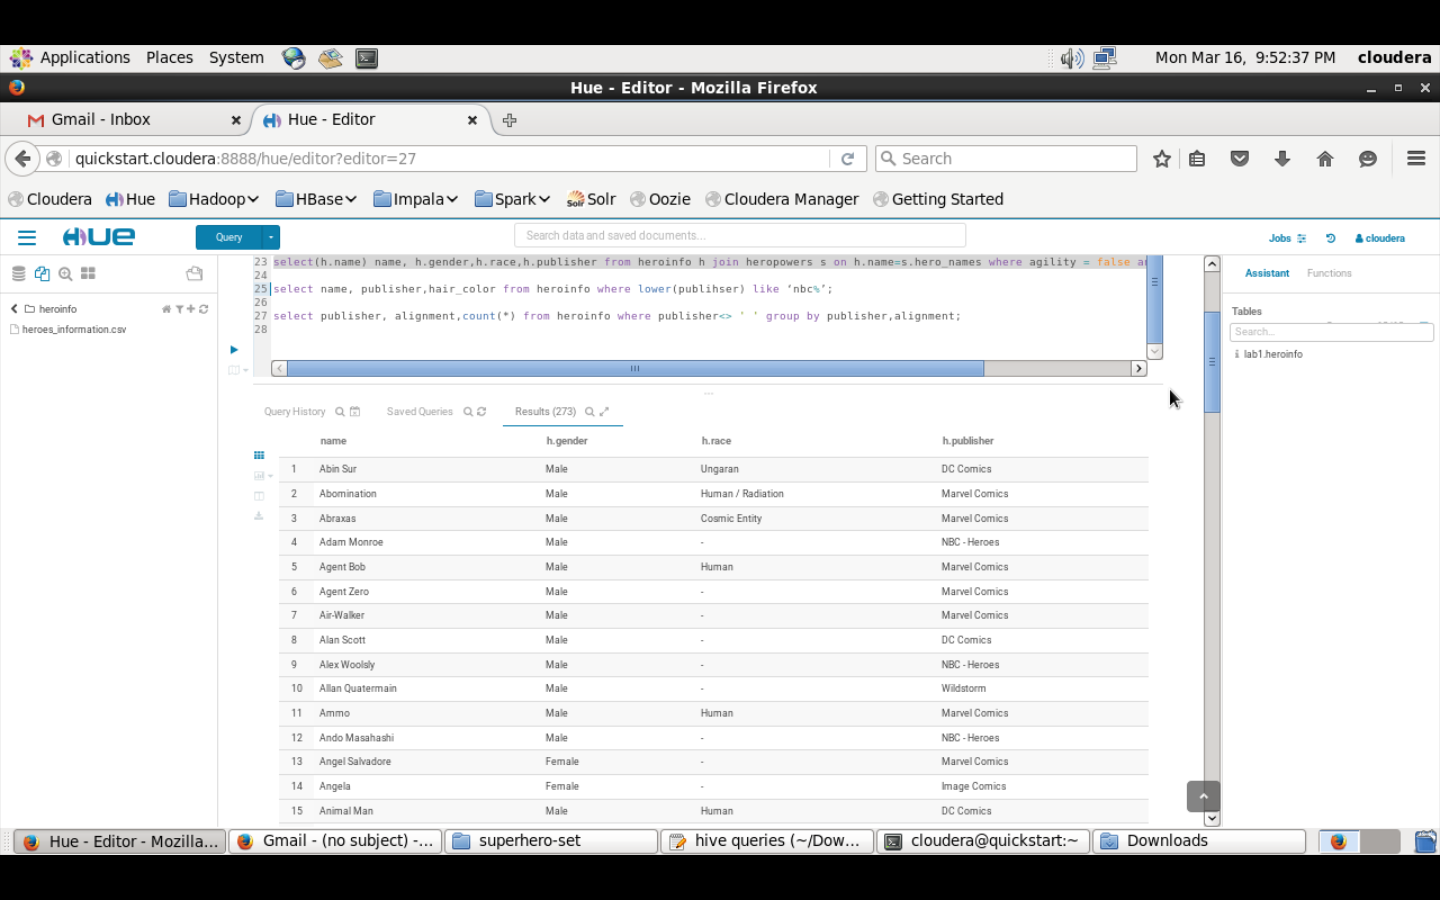 Applications Places System Mon Mar 16, 9:52:37 PM cloudera
Hue - Editor - Mozilla Firefox
Gmail - Inbox Hue - Editor
quickstart.cloudera:8888/hue/editor?editor=27 Search
Cloudera Hue Hadoop HBase Impala Spark Solr Solr Oozie Cloudera Manager Getting Started
HUE Query Search data and saved documents... Jobs cloudera
23 select(h.name) name, h.gender,h.race,h.publisher from heroinfo h join heropowers s on h.name=s.hero_names where agility = false
24
25 select name, publisher,hair_color from heroinfo where lower(publihser) like ‘nbc%’;
26
27 select publisher, alignment,count(*) from heroinfo where publisher<> ' ' group by publisher,alignment;
28
heroinfo
heroes_information.csv
Assistant Functions
Tables
Search...
lab1.heroinfo
Query History Saved Queries Results (273)
name h.gender h.race h.publisher
1 Abin Sur Male Ungaran DC Comics
2 Abomination Male Human / Radiation Marvel Comics
3 Abraxas Male Cosmic Entity Marvel Comics
4 Adam Monroe Male - NBC - Heroes
5 Agent Bob Male Human Marvel Comics
6 Agent Zero Male - Marvel Comics
7 Air-Walker Male - Marvel Comics
8 Alan Scott Male - DC Comics
9 Alex Woolsly Male - NBC - Heroes
10 Allan Quatermain Male - Wildstorm
11 Ammo Male Human Marvel Comics
12 Ando Masahashi Male - NBC - Heroes
13 Angel Salvadore Female - Marvel Comics
14 Angela Female - Image Comics
15 Animal Man Male Human DC Comics
Hue - Editor - Mozilla... Gmail - (no subject) -... superhero-set hive queries (~/Dow... cloudera@quickstart:~ Downloads